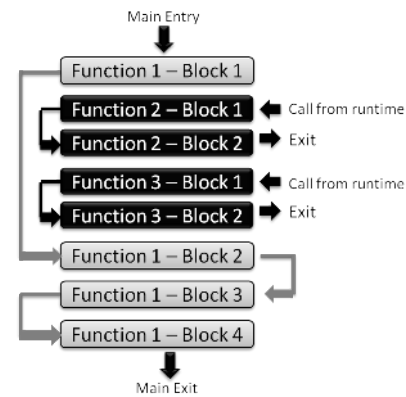 Main Entry
Function 1 – Block 1
Function 2 – Block 1
Call from runtime
Function 2 – Block 2
Exit
Function 3 – Block 1
Call from runtime
Function 3 – Block 2
Exit
Function 1 – Block 2
Function 1 – Block 3
Function 1 – Block 4
Main Exit